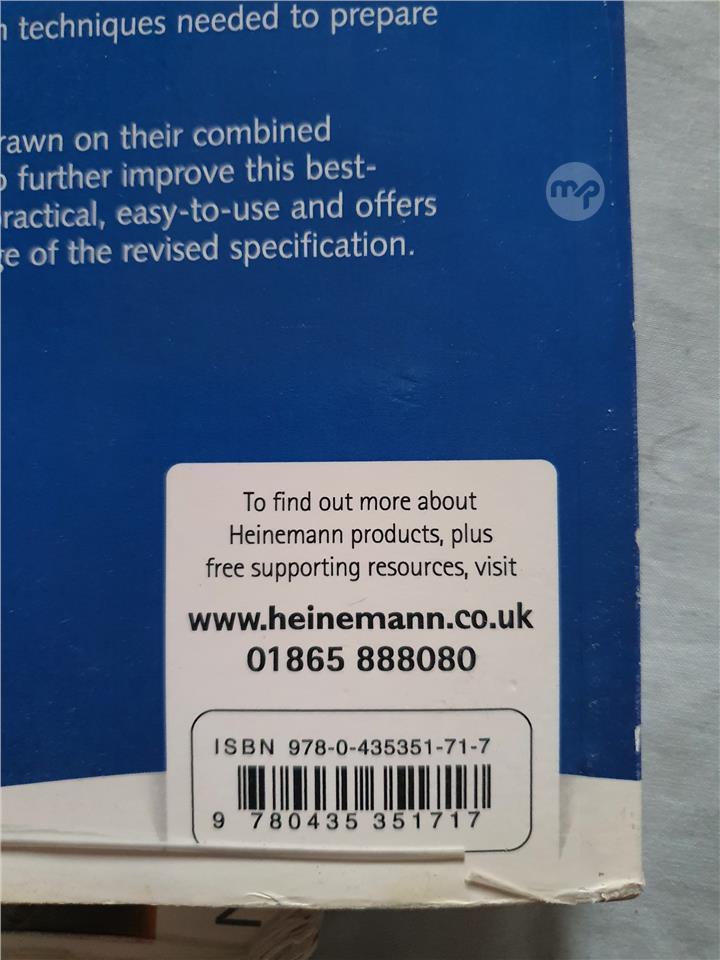 techniques needed to prepare
rawn on their combined
further improve this best-
ractical, easy-to-use and offers
ge of the revised specification.
mp
To find out more about
Heinemann products, plus
free supporting resources, visit
www.heinemann.co.uk
01865 888080
ISBN 978-0-435351-71-7
9 780435 351717